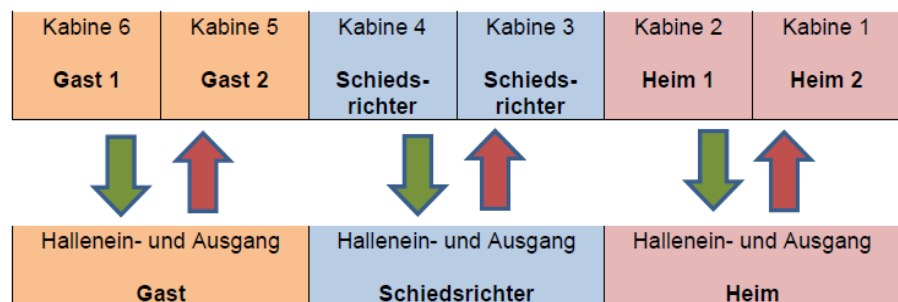 Kabine 6
Gast 1
Kabine 5
Gast 2
Kabine 4
Schieds-
richter
Kabine 3
Schieds-
richter
Kabine 2
Heim 1
Kabine 1
Heim 2
Hallenein- und Ausgang
Gast
Hallenein- und Ausgang
Schiedsrichter
Hallenein- und Ausgang
Heim